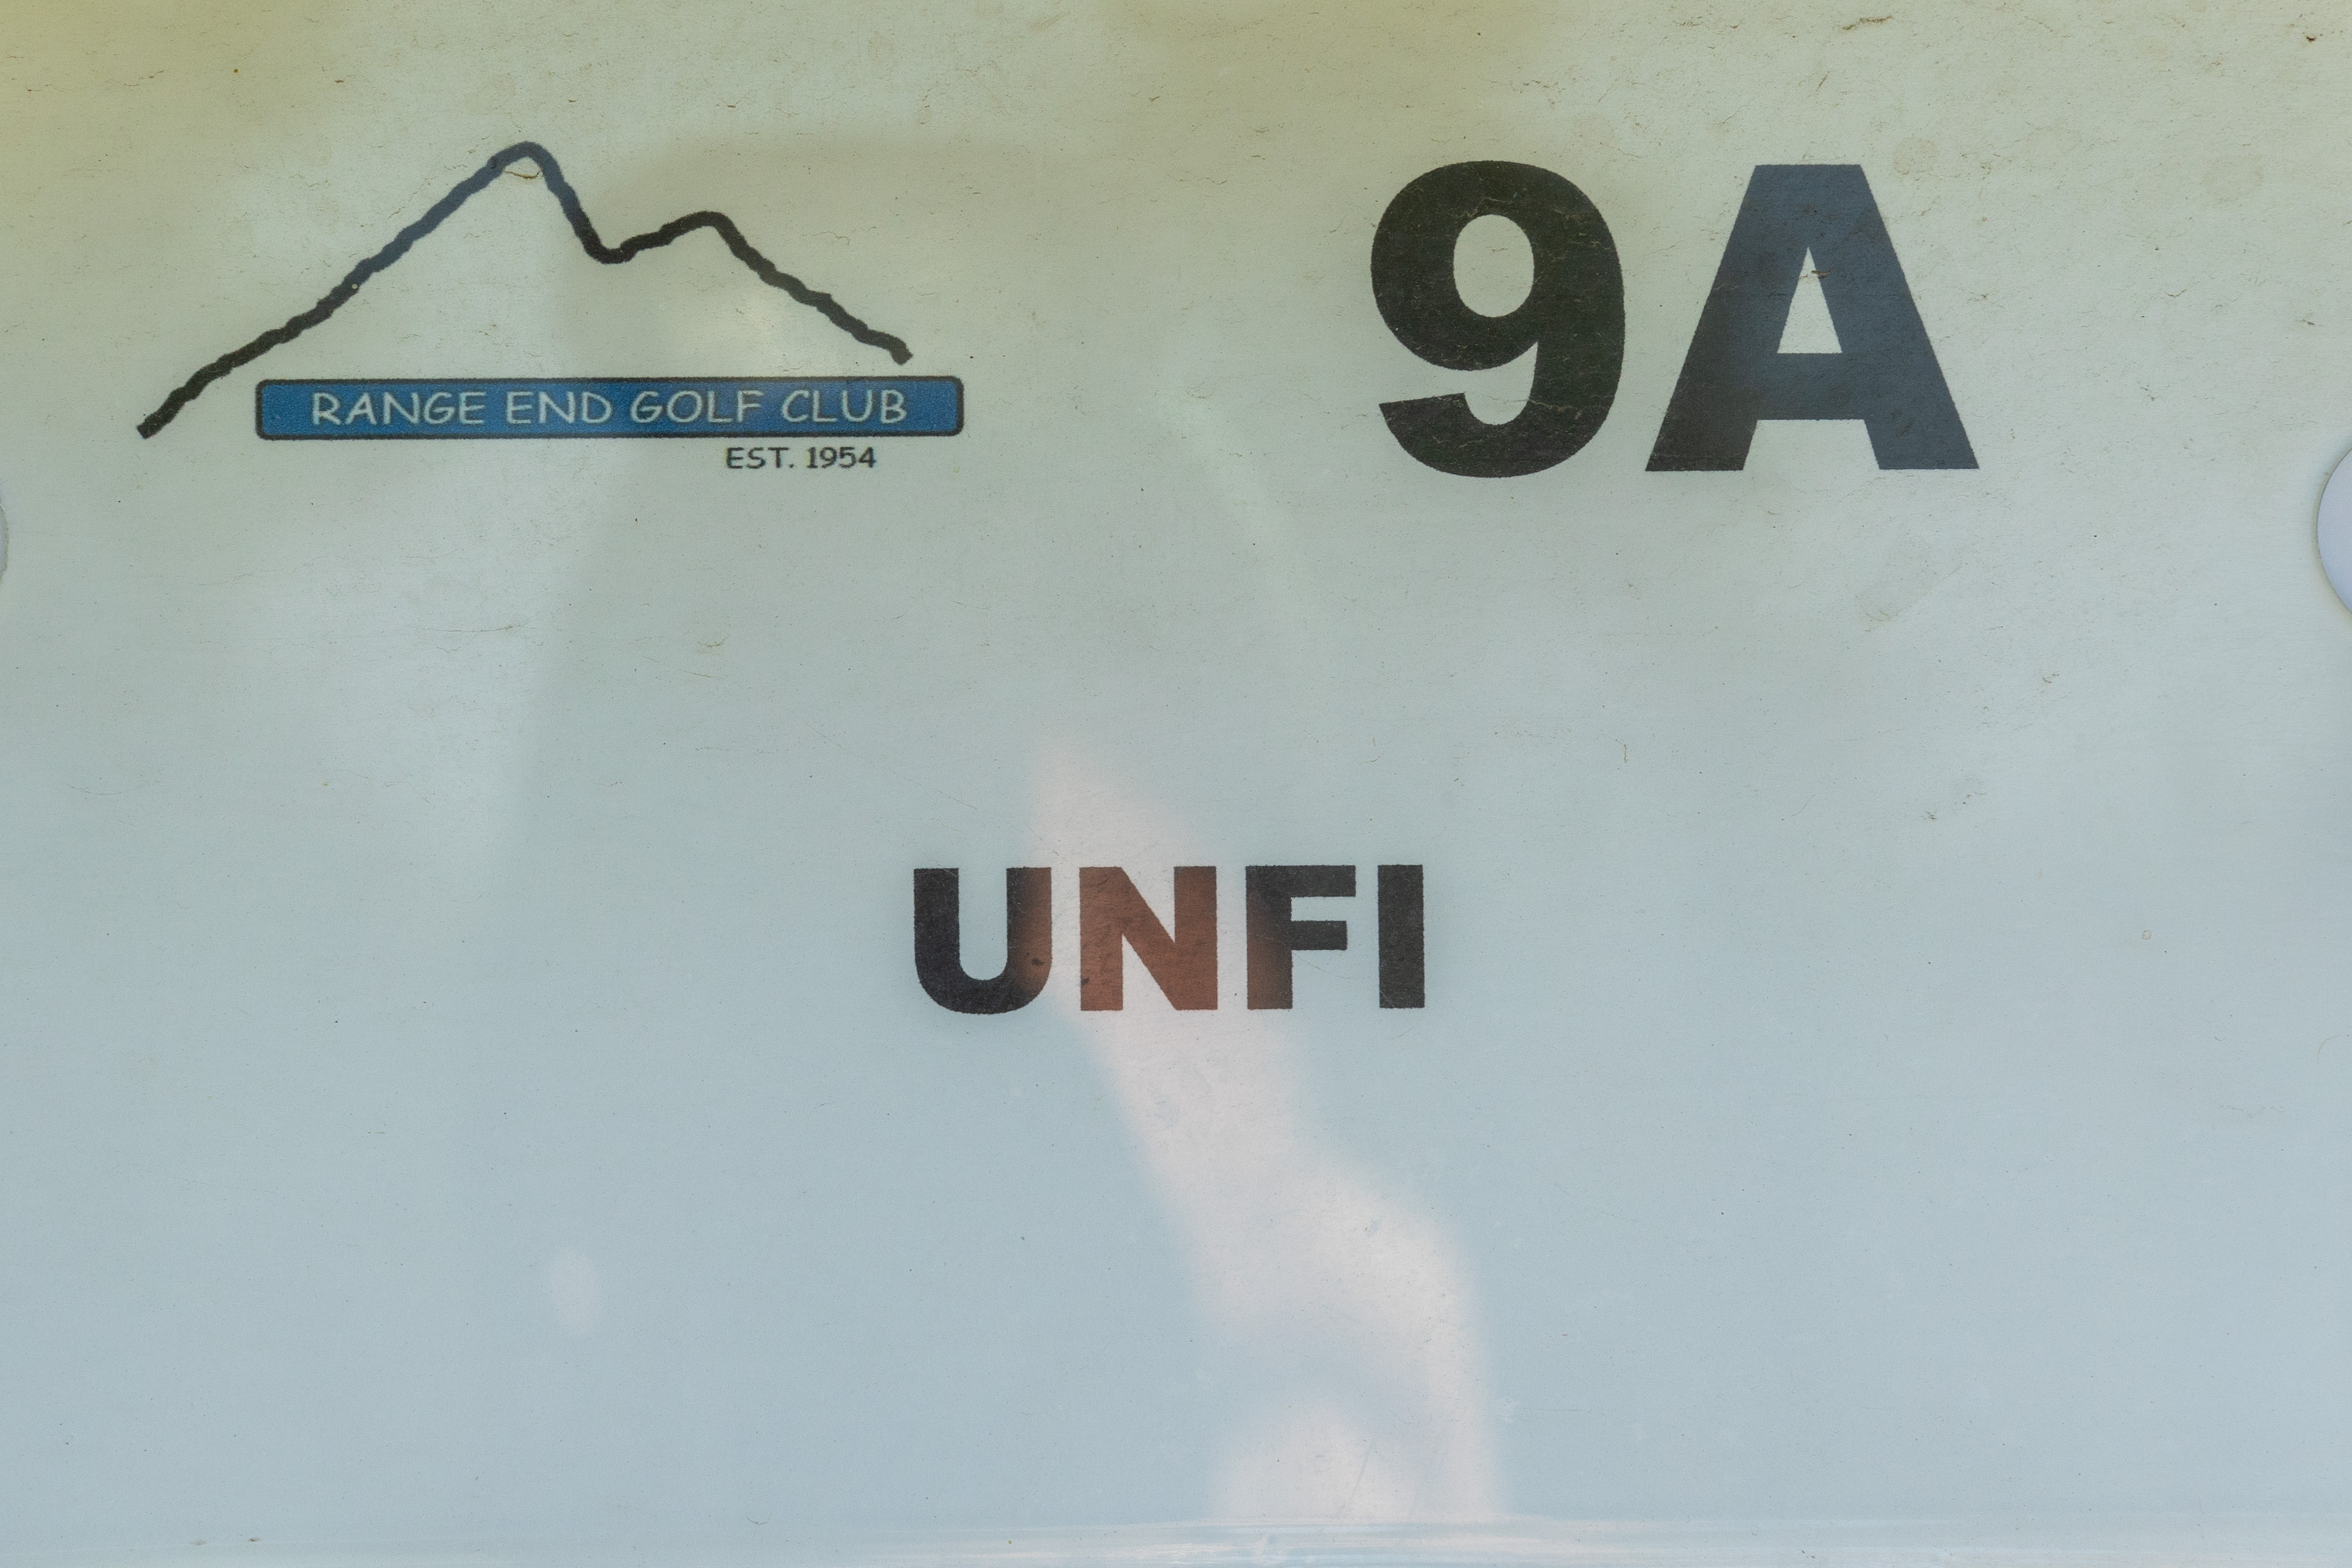 RANGE END GOLF CLUB
EST. 1954
9A
UNFI